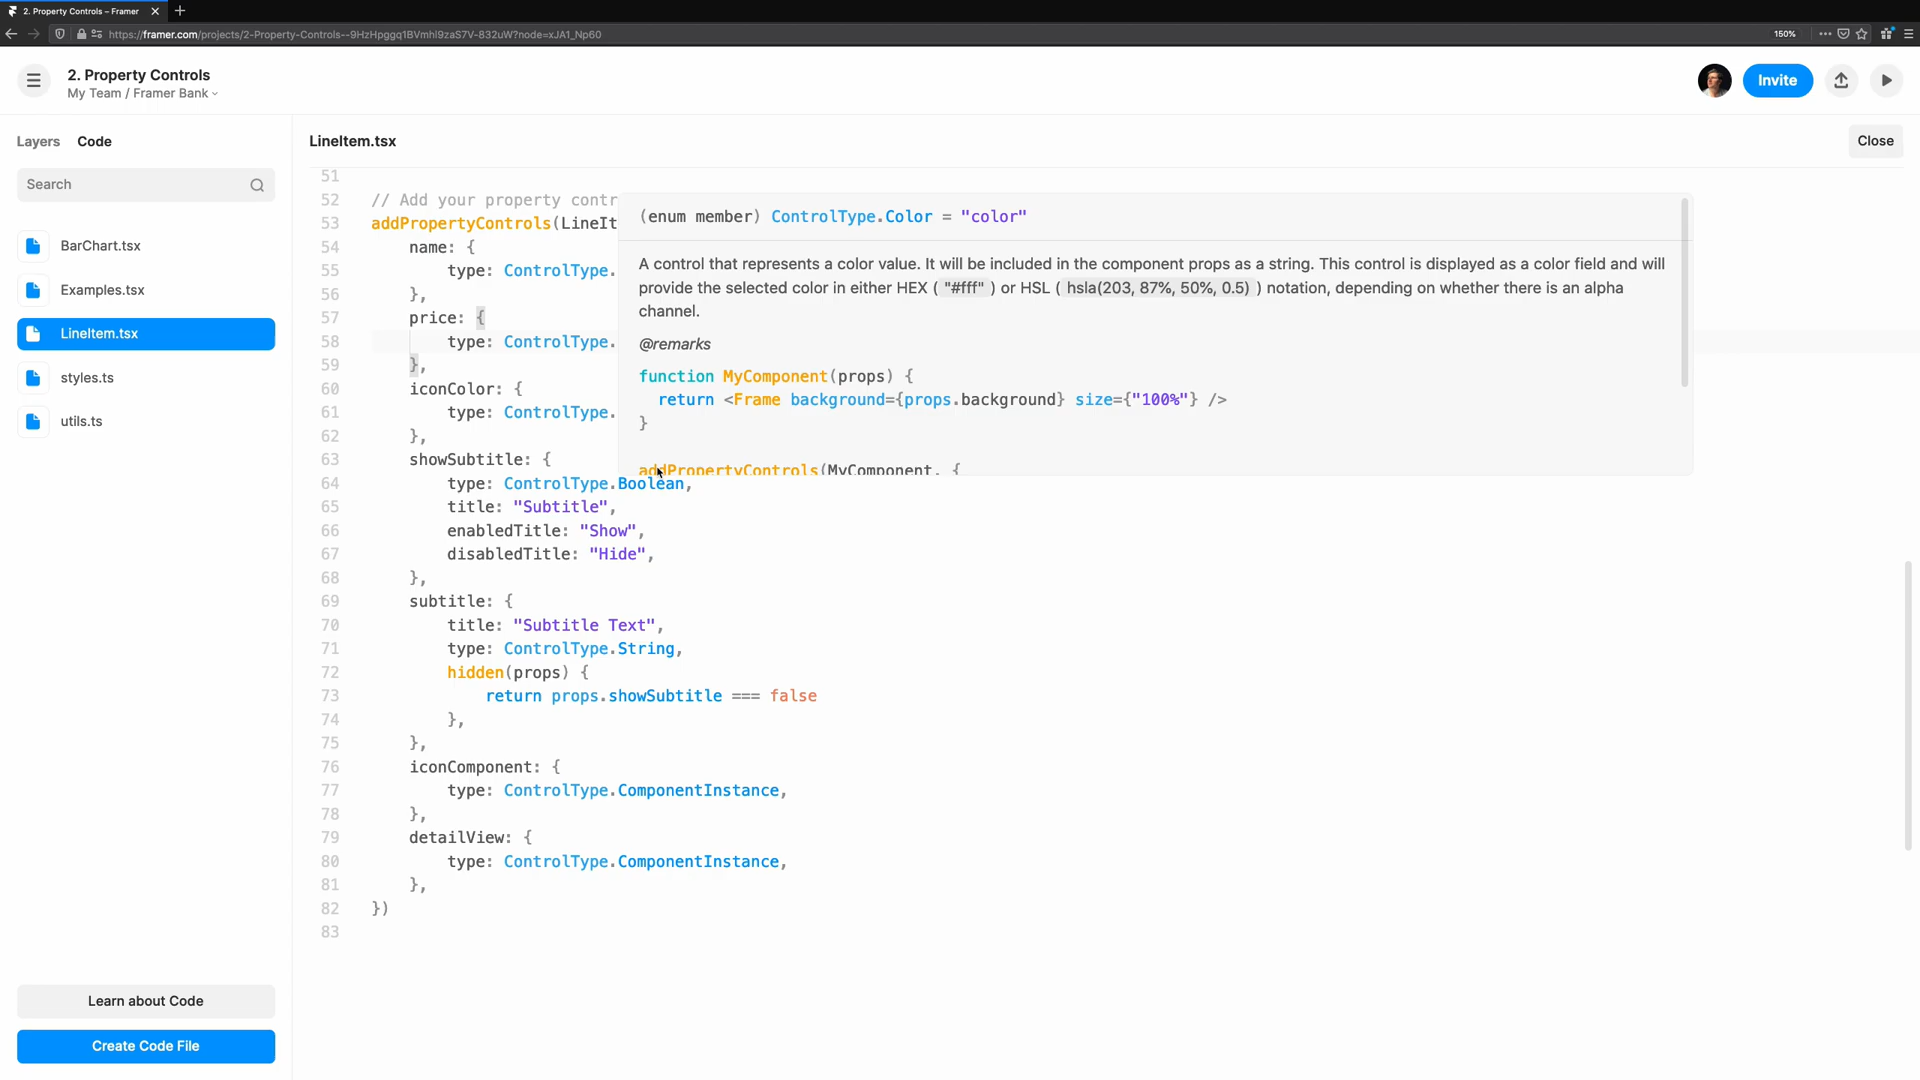 2. Property Controls – Framer
https://framer.com/projects/2-Property-Controls--9HzHpggq1BVmhl9zaS7V-832uW?node=xJA1_Np60
150%
2. Property Controls
My Team / Framer Bank
Invite
Layers Code
LineItem.tsx
Close
Search
BarChart.tsx
Examples.tsx
LineItem.tsx
styles.ts
utils.ts
Learn about Code
Create Code File
51
52 // Add your property contr
53 addPropertyControls(LineIt
54 name: {
55 type: ControlType.
56 },
57 price: {
58 type: ControlType.
59 },
60 iconColor: {
61 type: ControlType.
62 },
63 showSubtitle: {
64 type: ControlType.Boolean,
65 title: "Subtitle",
66 enabledTitle: "Show",
67 disabledTitle: "Hide",
68 },
69 subtitle: {
70 title: "Subtitle Text",
71 type: ControlType.String,
72 hidden(props) {
73 return props.showSubtitle === false
74 },
75 },
76 iconComponent: {
77 type: ControlType.ComponentInstance,
78 },
79 detailView: {
80 type: ControlType.ComponentInstance,
81 },
82 })
83
(enum member) ControlType.Color = "color"
A control that represents a color value. It will be included in the component props as a string. This control is displayed as a color field and will
provide the selected color in either HEX ( "#fff" ) or HSL ( hsla(203, 87%, 50%, 0.5) ) notation, depending on whether there is an alpha
channel.
@remarks
function MyComponent(props) {
return <Frame background={props.background} size={"100%"} />
}
addPropertyControls(MyComponent, {